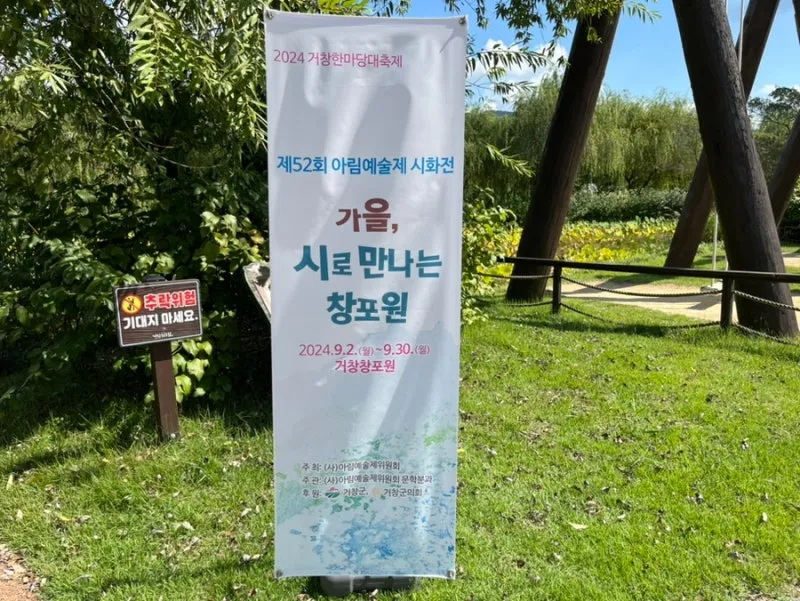 2024 거창한마당대축제
제52회 아림예술제 시화전
가을,
시로 만나는
창포원
2024.9.2.(월)~9.30.(월)
거창창포원
주최: (사)아림예술제위원회
주관: (사)아림예술제위원회 문학분과
후원: 거창군, 거창군의회
추락위험
기대지 마세요.